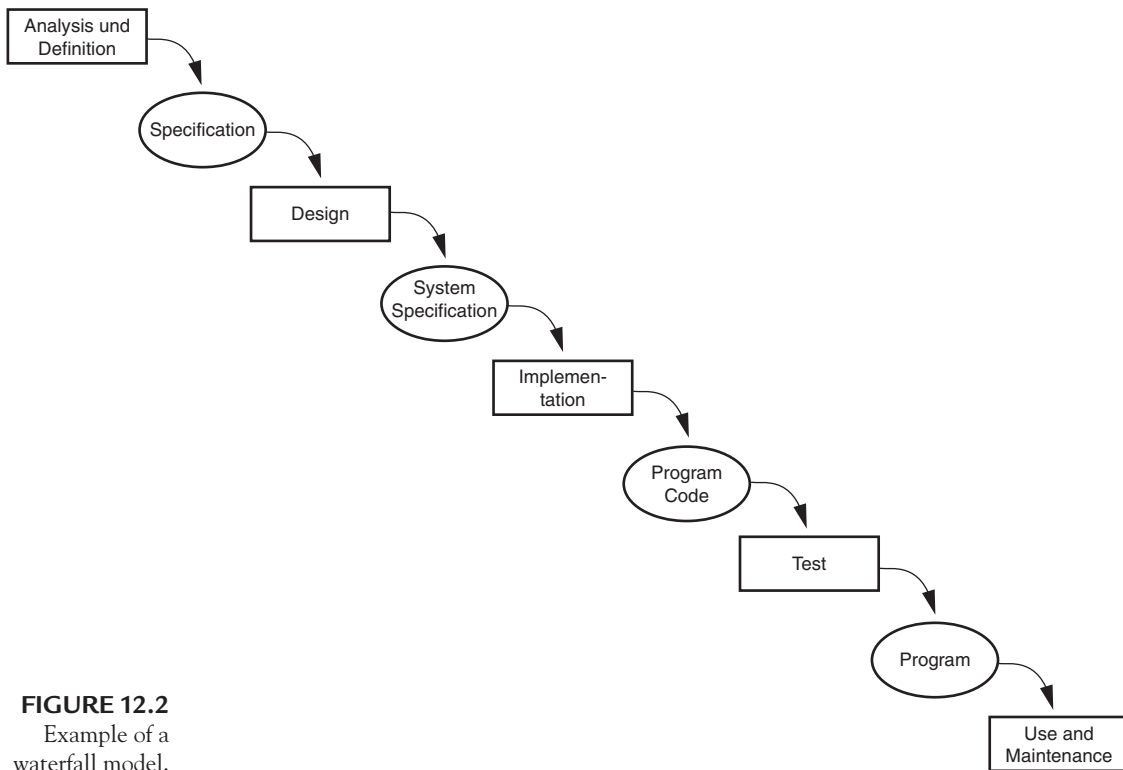 Analysis und
Definition
Specification
Design
System
Specification
Implemen-
tation
Program
Code
Test
Program
Use and
Maintenance
FIGURE 12.2
Example of a
waterfall model.